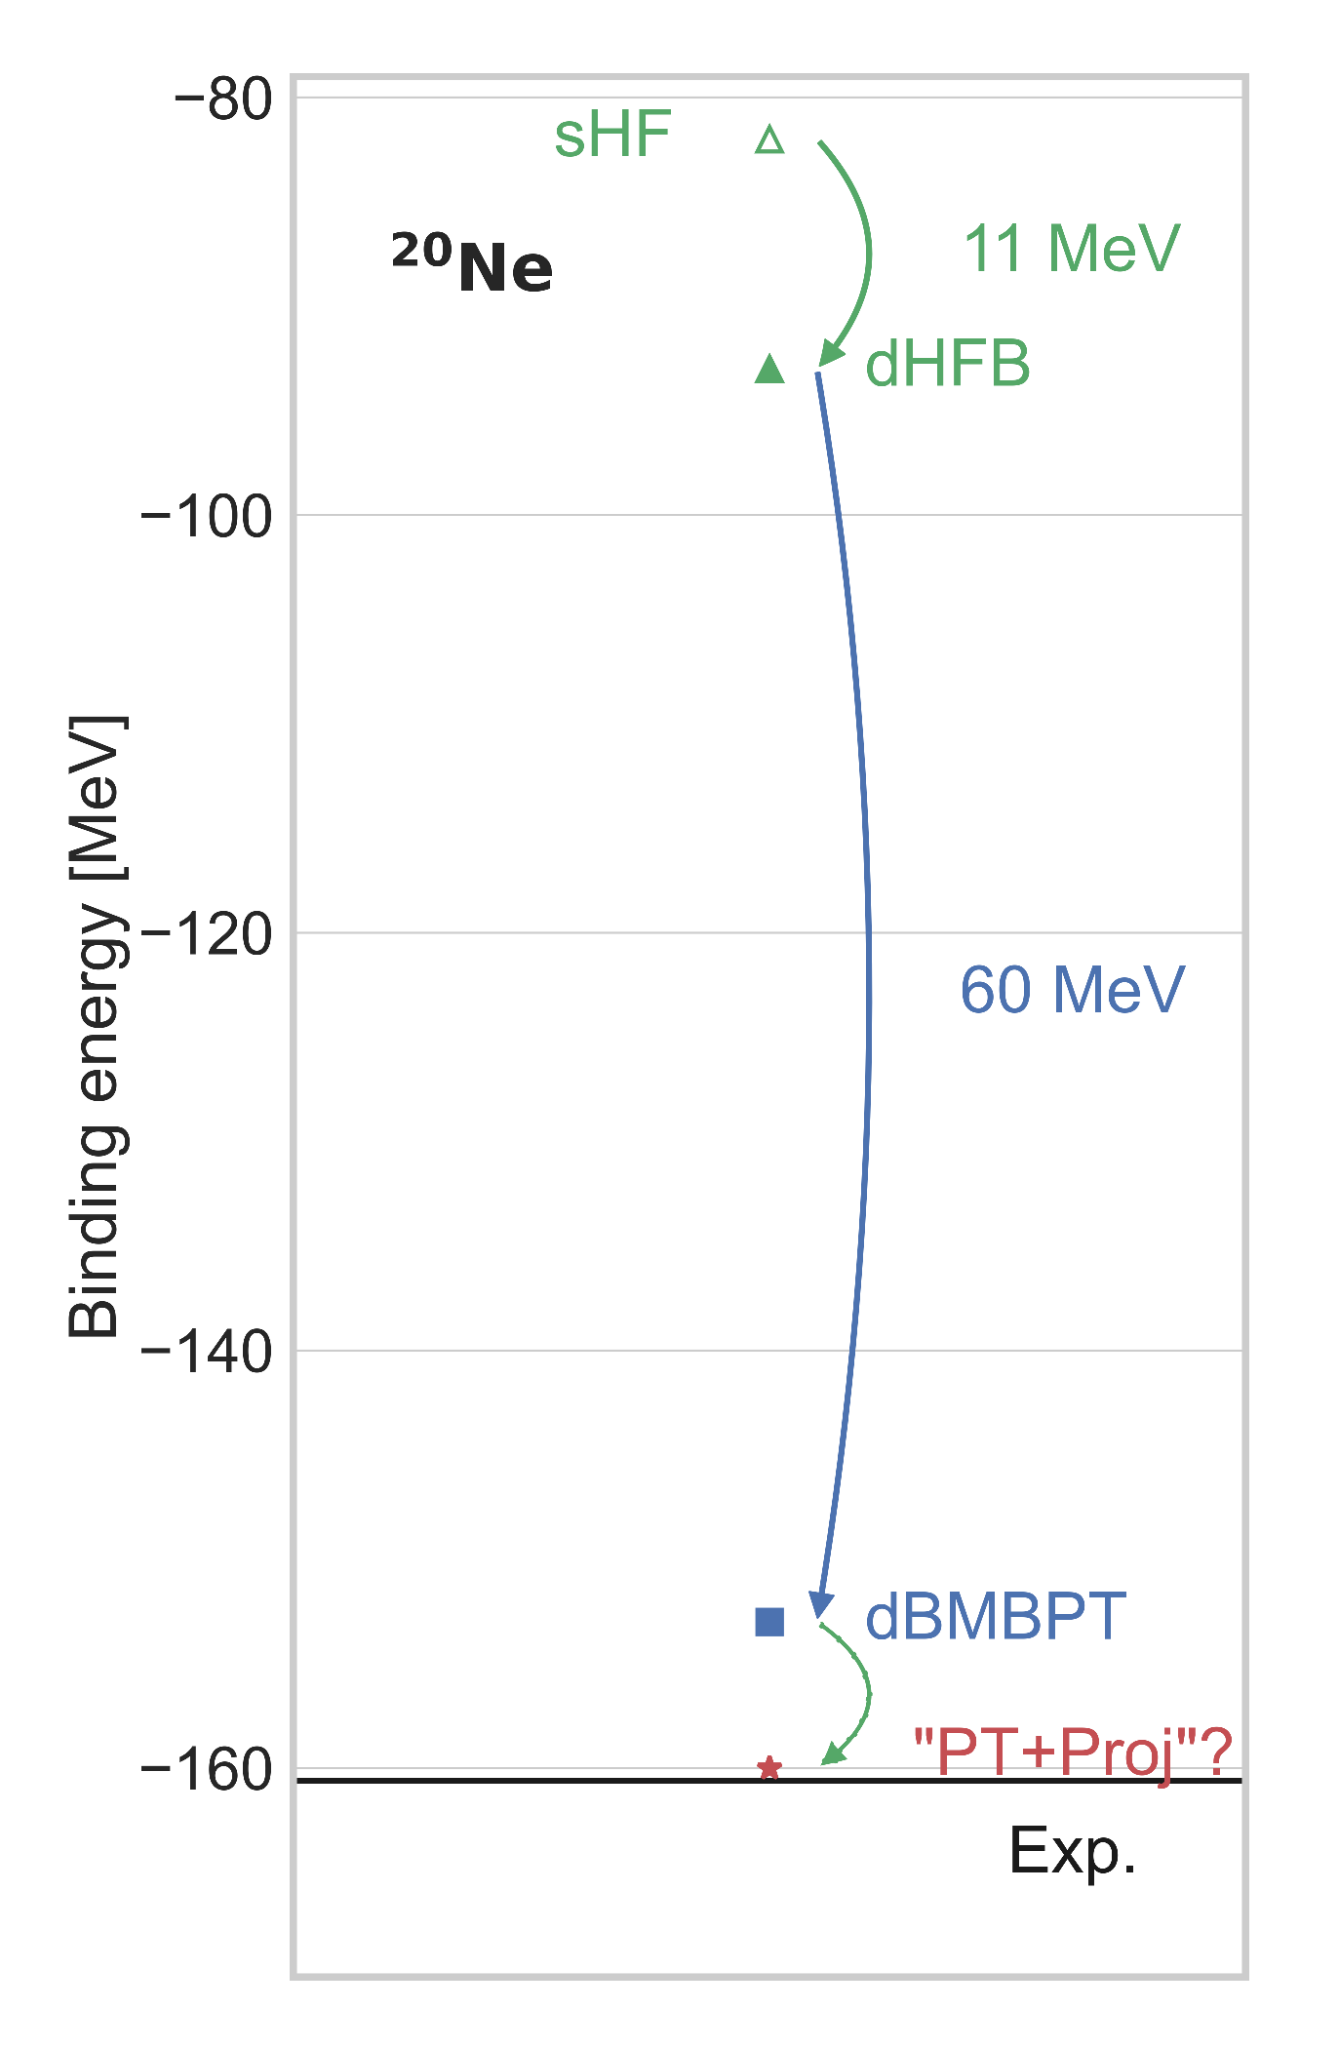 −80
sHF
11 MeV
²⁰Ne
dHFB
−100
Binding energy [MeV]
−120
60 MeV
−140
dBMBPT
"PT+Proj"?
−160
Exp.